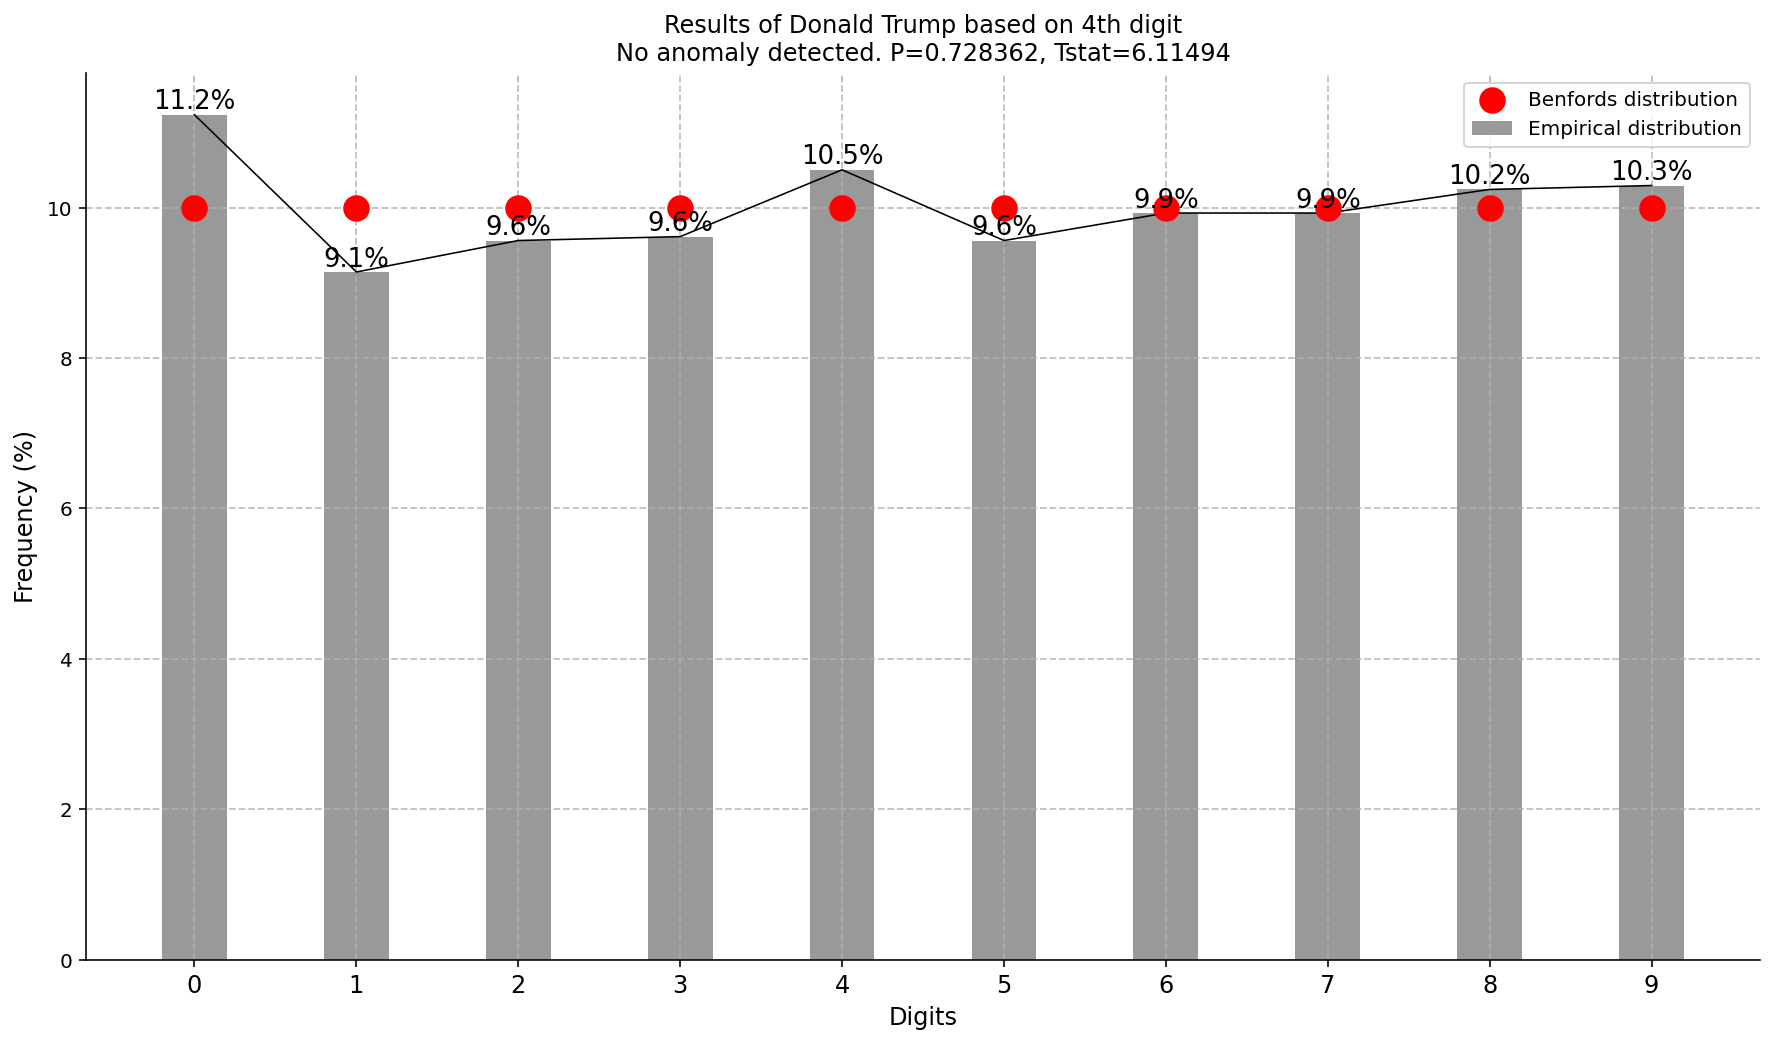 Results of Donald Trump based on 4th digit
No anomaly detected. P=0.728362, Tstat=6.11494
Benfords distribution
Empirical distribution
11.2%
9.1%
9.6%
9.6%
10.5%
9.6%
9.9%
9.9%
10.2%
10.3%
10
8
6
4
2
0
Frequency (%)
0 1 2 3 4 5 6 7 8 9
Digits